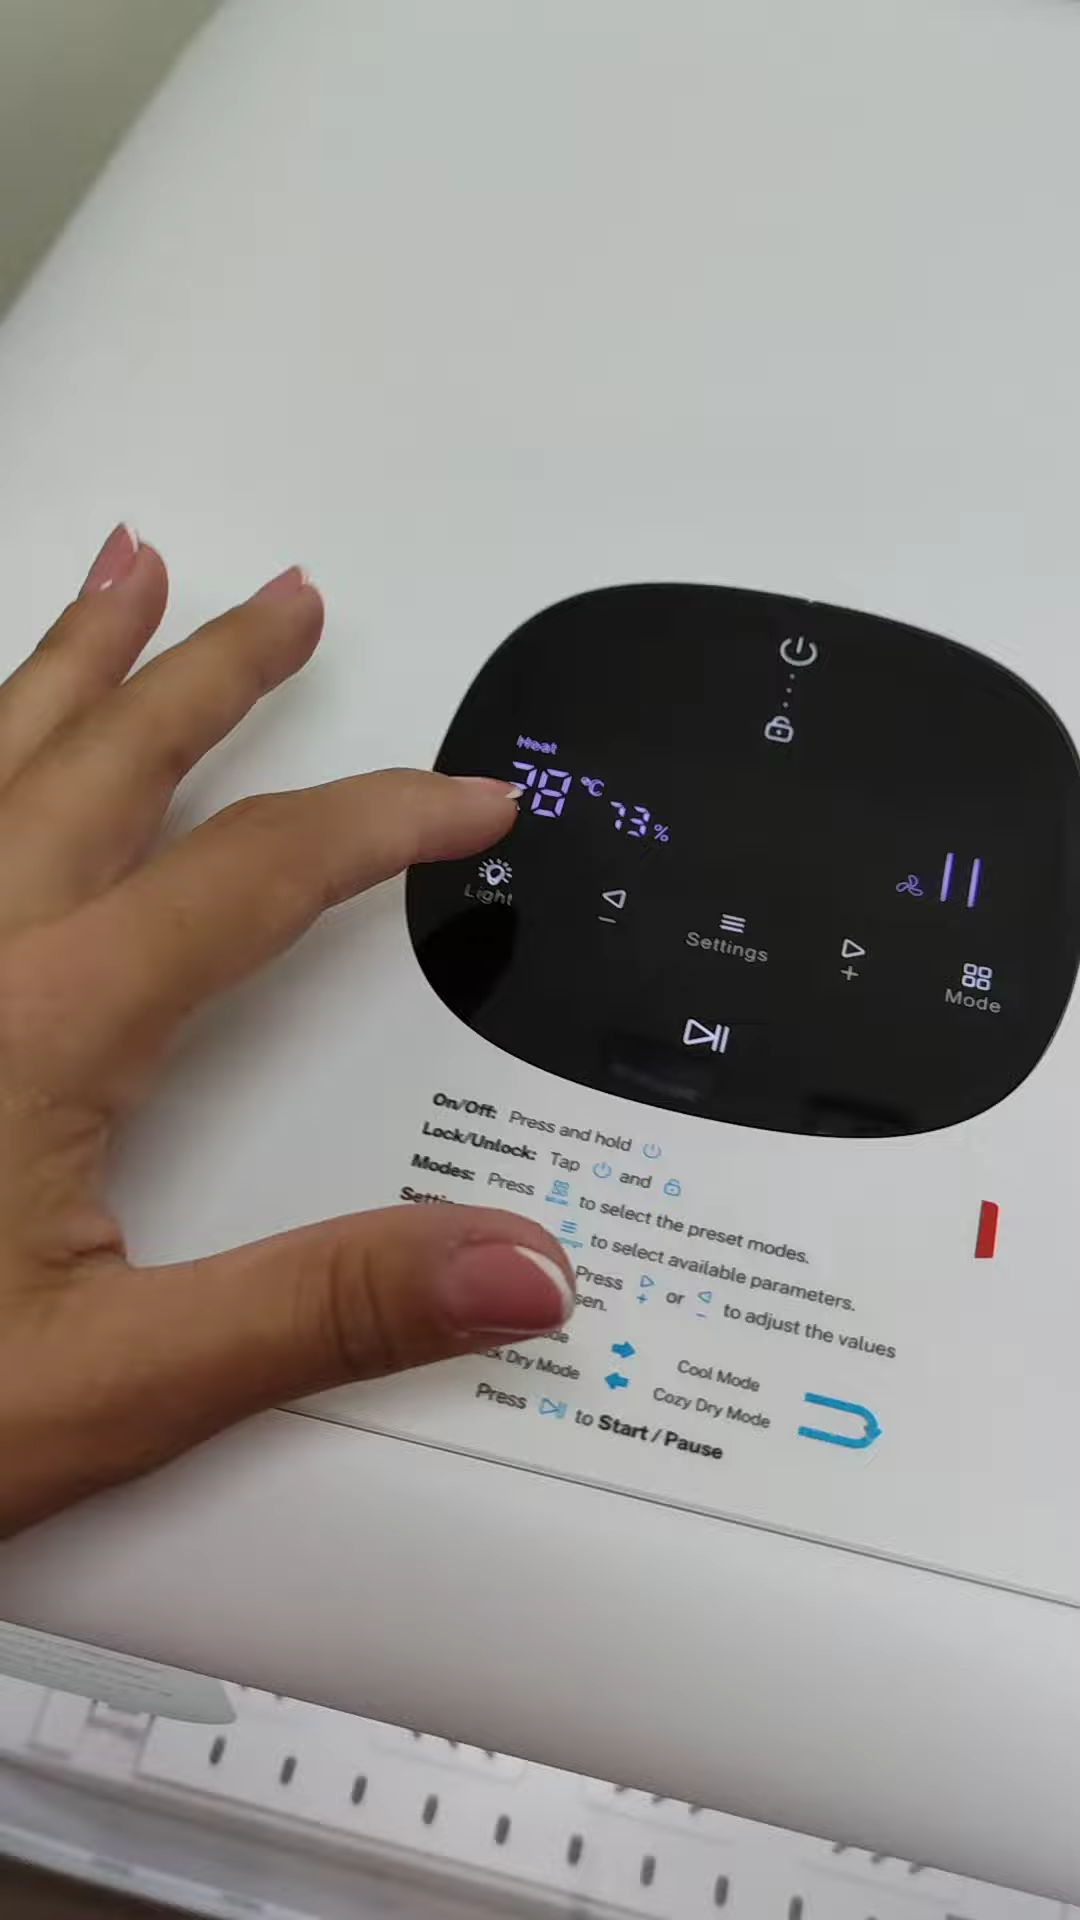 Heat
28 °C 73 %
Light
Settings
Mode
On/Off: Press and hold
Lock/Unlock: Tap and
Modes: Press to select the preset modes.
to select available parameters.
Press or to adjust the values
Cool Mode
Dry Mode Cozy Dry Mode
Press to Start / Pause